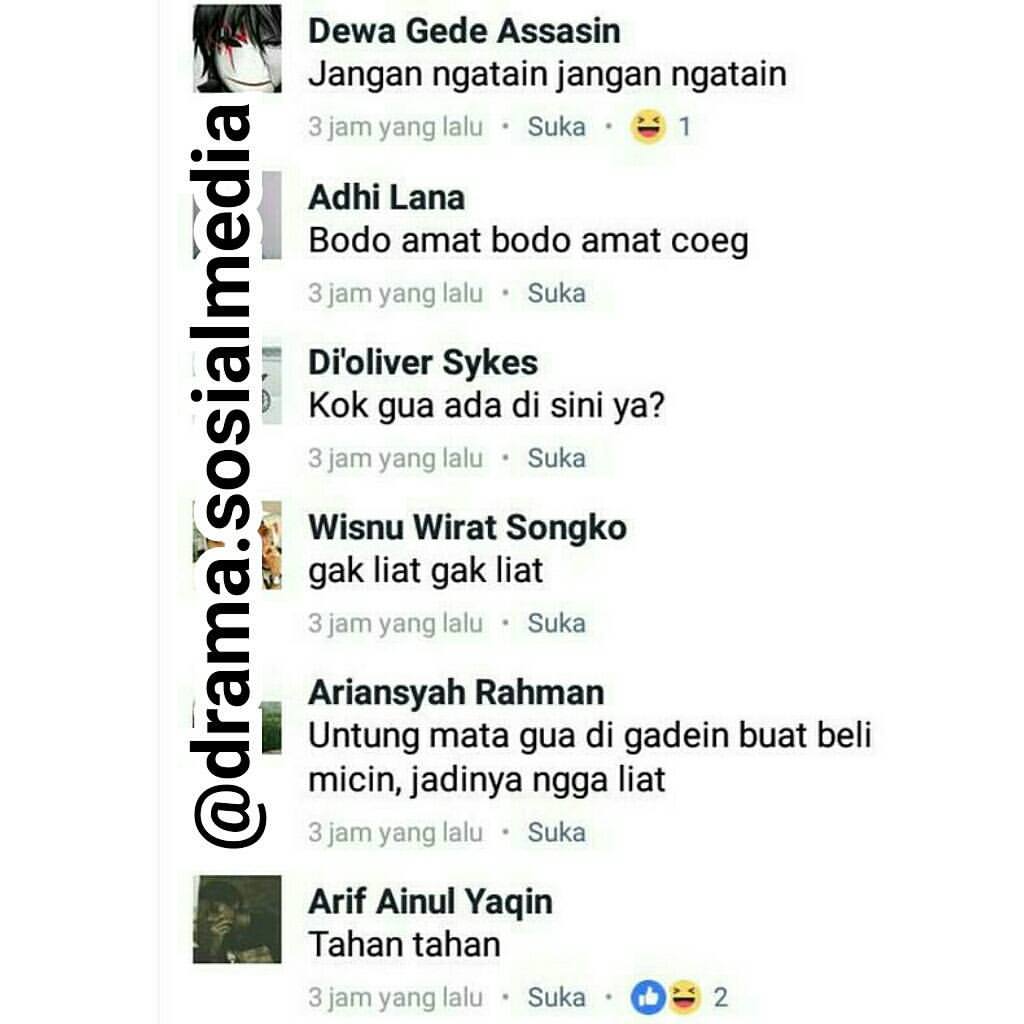 Dewa Gede Assasin
Jangan ngatain jangan ngatain
3 jam yang lalu • Suka • 1
Adhi Lana
Bodo amat bodo amat coeg
3 jam yang lalu • Suka
Di'oliver Sykes
Kok gua ada di sini ya?
3 jam yang lalu • Suka
Wisnu Wirat Songko
gak liat gak liat
3 jam yang lalu • Suka
Ariansyah Rahman
Untung mata gua di gadein buat beli
micin, jadinya ngga liat
3 jam yang lalu • Suka
Arif Ainul Yaqin
Tahan tahan
3 jam yang lalu • Suka • 2
@drama.sosialmedia